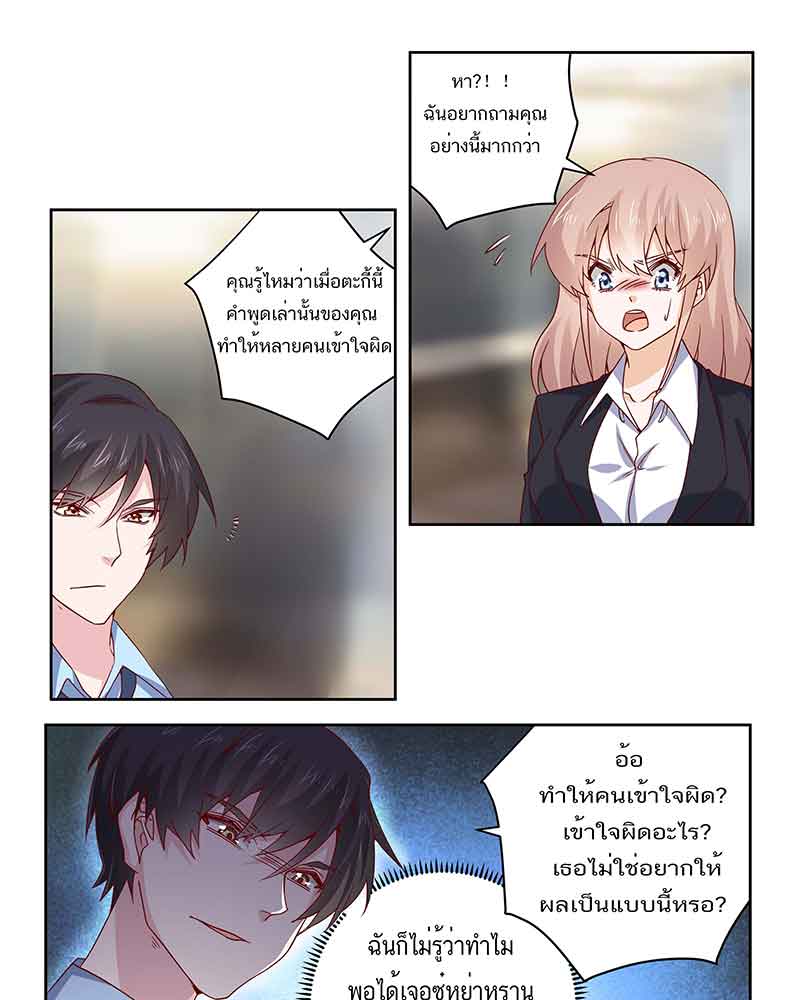 หา?!!
ฉันอยากถามคุณ
อย่างนี้มากกว่า
คุณรู้ไหมว่าเมื่อตะกี้นี้
คำพูดเล่านั้นของคุณ
ทำให้หลายคนเข้าใจผิด
อ้อ
ทำให้คนเข้าใจผิด?
เข้าใจผิดอะไร?
เธอไม่ใช่อยากให้
ผลเป็นแบบนี้หรอ?
ฉันก็ไม่รู้ว่าทำไม
พอได้เจอซู๋หย่าหราน